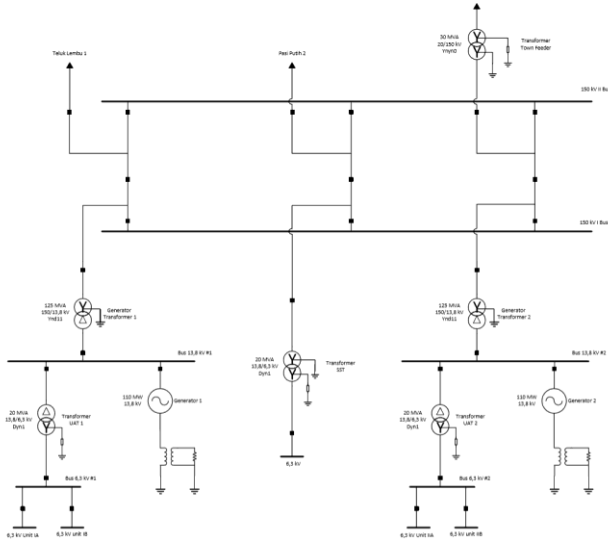 30 MVA
20/150 kV
Ynyn0
Transformer
Town Feeder
Teluk Lembu 1
Pasi Putih 2
150 kV II Bus
150 kV I Bus
125 MVA
150/13,8 kV
Ynd11
Generator
Transformer 1
125 MVA
150/13,8 kV
Ynd11
Generator
Transformer 2
Bus 13,8 kV #1
20 MVA
13,8/6,3 kV
Dyn1
Transformer
SST
Bus 13,8 kV #2
20 MVA
13,8/6,3 kV
Dyn1
Transformer
UAT 1
110 MW
13,8 kV
Generator 1
20 MVA
13,8/6,3 kV
Dyn1
Transformer
UAT 2
110 MW
13,8 kV
Generator 2
6,3 kV
Bus 6,3 kV #1
Bus 6,3 kV #2
6,3 kV Unit IA
6,3 kV Unit IB
6,3 kV Unit IIA
6,3 kV Unit IIB